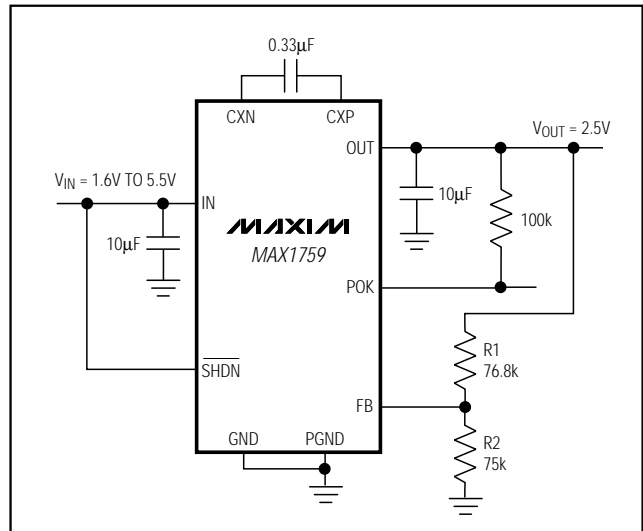 0.33μF
CXN
CXP
OUT
VOUT = 2.5V
VIN = 1.6V TO 5.5V
IN
10μF
10μF
100k
MAXIM
MAX1759
POK
R1
76.8k
SHDN
FB
R2
75k
GND
PGND